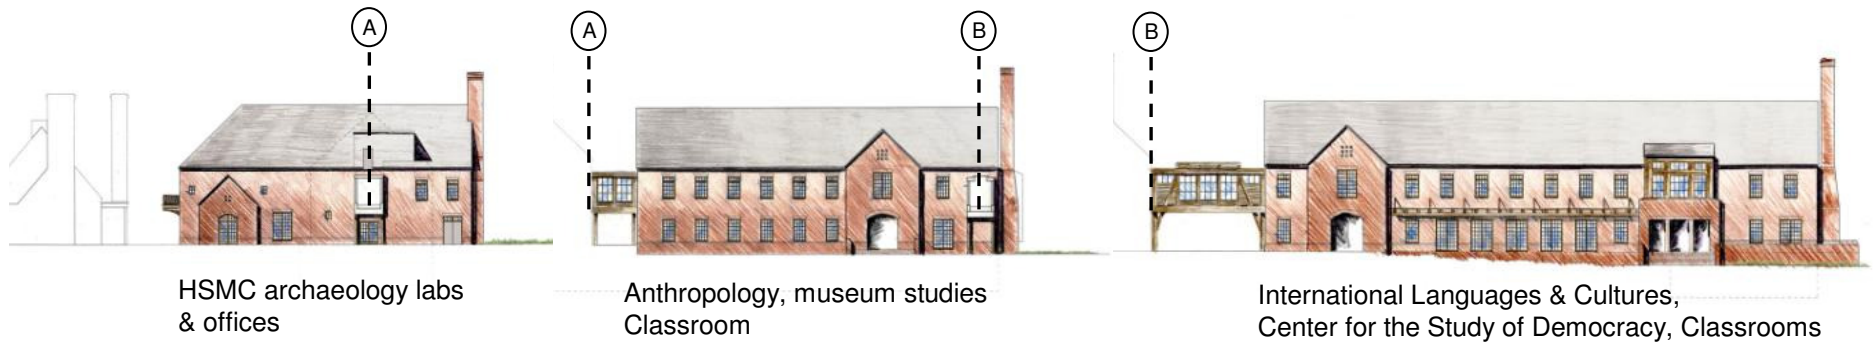 A
A
B
B
HSMC archaeology labs
& offices
Anthropology, museum studies
Classroom
International Languages & Cultures,
Center for the Study of Democracy, Classrooms